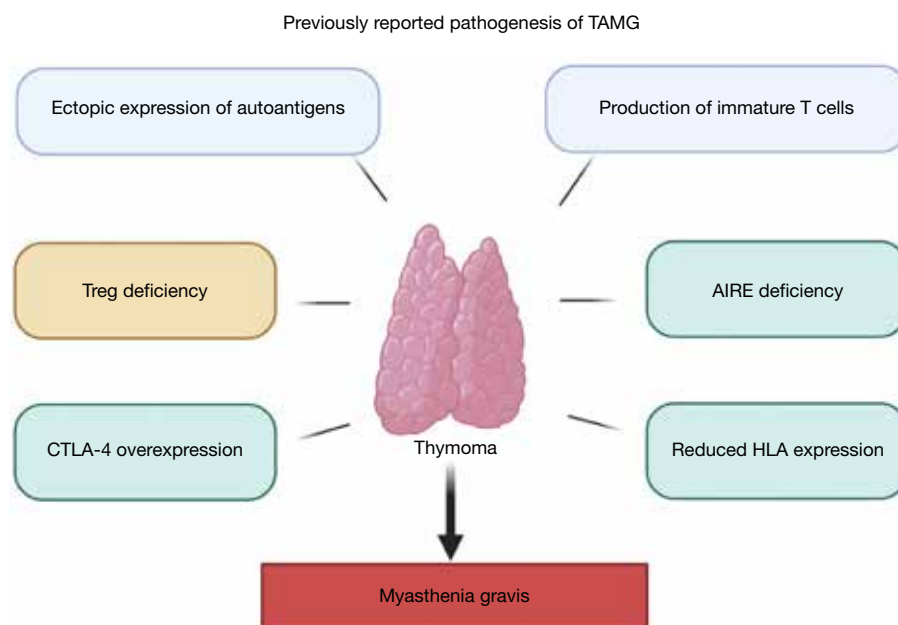 Previously reported pathogenesis of TAMG
Ectopic expression of autoantigens
Production of immature T cells
Treg deficiency
AIRE deficiency
CTLA-4 overexpression
Reduced HLA expression
Thymoma
Myasthenia gravis